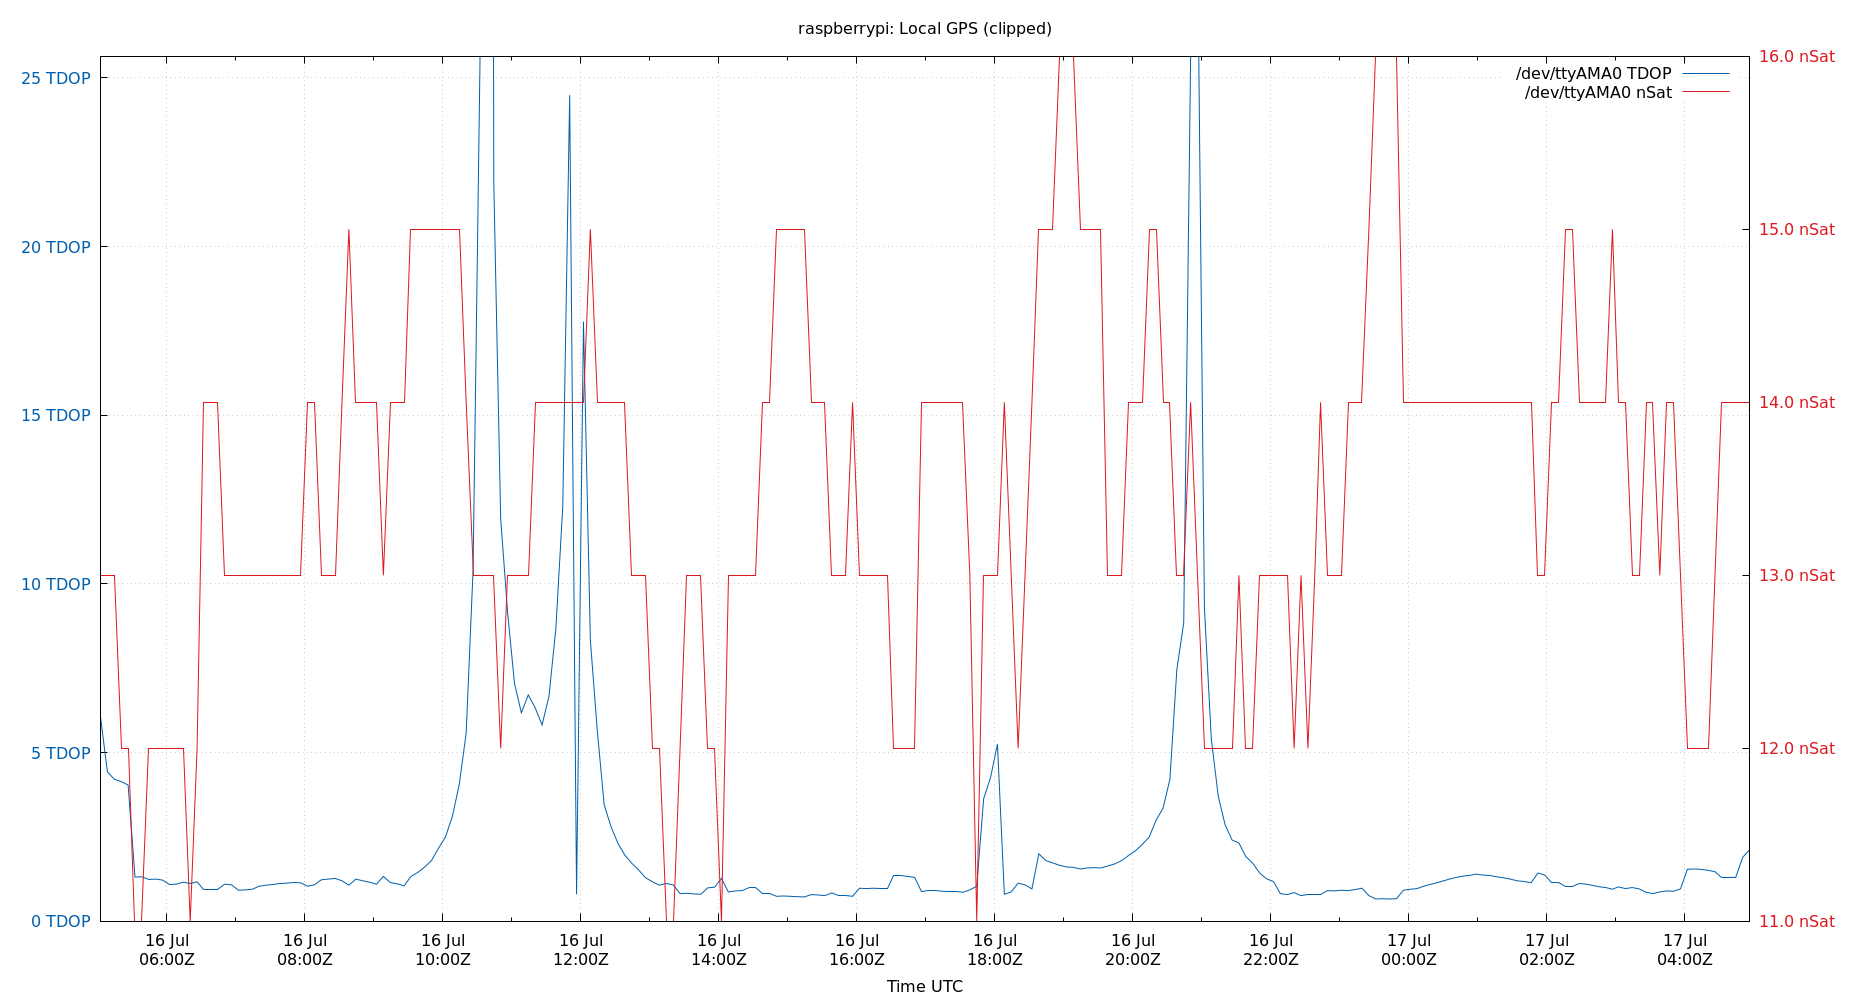 raspberrypi: Local GPS (clipped)
/dev/ttyAMA0 TDOP
/dev/ttyAMA0 nSat
25 TDOP
20 TDOP
15 TDOP
10 TDOP
5 TDOP
0 TDOP
16.0 nSat
15.0 nSat
14.0 nSat
13.0 nSat
12.0 nSat
11.0 nSat
16 Jul
06:00Z
16 Jul
08:00Z
16 Jul
10:00Z
16 Jul
12:00Z
16 Jul
14:00Z
16 Jul
16:00Z
16 Jul
18:00Z
16 Jul
20:00Z
16 Jul
22:00Z
17 Jul
00:00Z
17 Jul
02:00Z
17 Jul
04:00Z
Time UTC